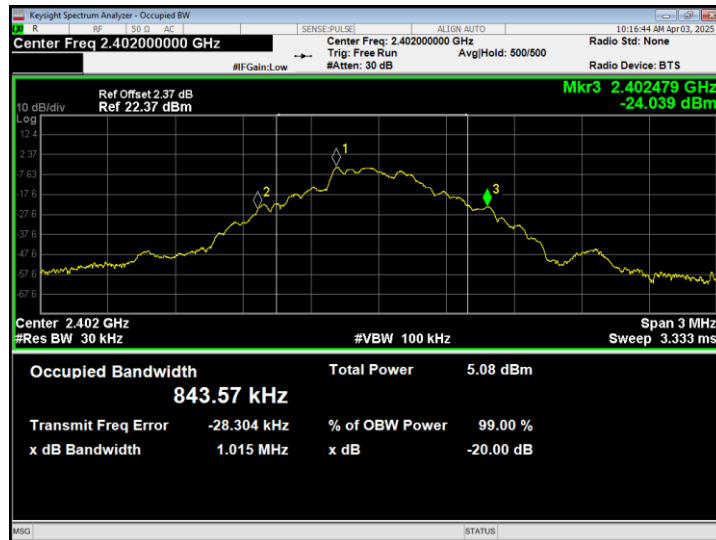 Keysight Spectrum Analyzer - Occupied BW
R RF 50 Ω AC SENSE:PULSE ALIGN AUTO 10:16:44 AM Apr 03, 2025
Center Freq 2.402000000 GHz Center Freq: 2.402000000 GHz Radio Std: None
Trig: Free Run Avg|Hold: 500/500
#IFGain:Low #Atten: 30 dB Radio Device: BTS
Mkr3 2.402479 GHz
Ref Offset 2.37 dB
10 dB/div Ref 22.37 dBm -24.039 dBm
Log
12.4
2.37
-7.63
-17.6
-27.6
-37.6
-47.6
-57.6
-67.6
1
2
3
Center 2.402 GHz Span 3 MHz
#Res BW 30 kHz #VBW 100 kHz Sweep 3.333 ms
Occupied Bandwidth Total Power 5.08 dBm
843.57 kHz
Transmit Freq Error -28.304 kHz % of OBW Power 99.00 %
x dB Bandwidth 1.015 MHz x dB -20.00 dB
MSG STATUS